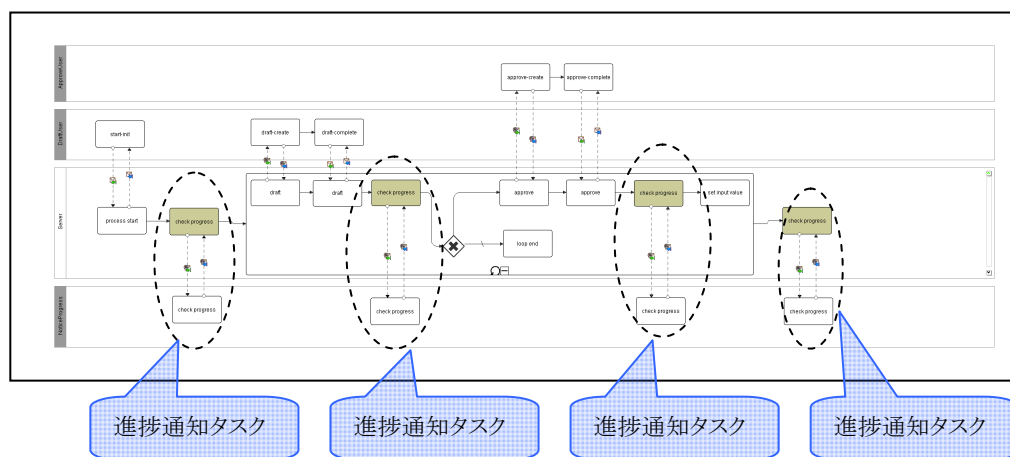 ApproveUser
approve-create
approve-complete
DraftUser
start-init
draft-create
draft-complete
Server
process start
check progress
draft
draft
check progress
approve
approve
check progress
set input value
check progress
loop end
NoticeProgress
check progress
check progress
check progress
check progress
進捗通知タスク
進捗通知タスク
進捗通知タスク
進捗通知タスク